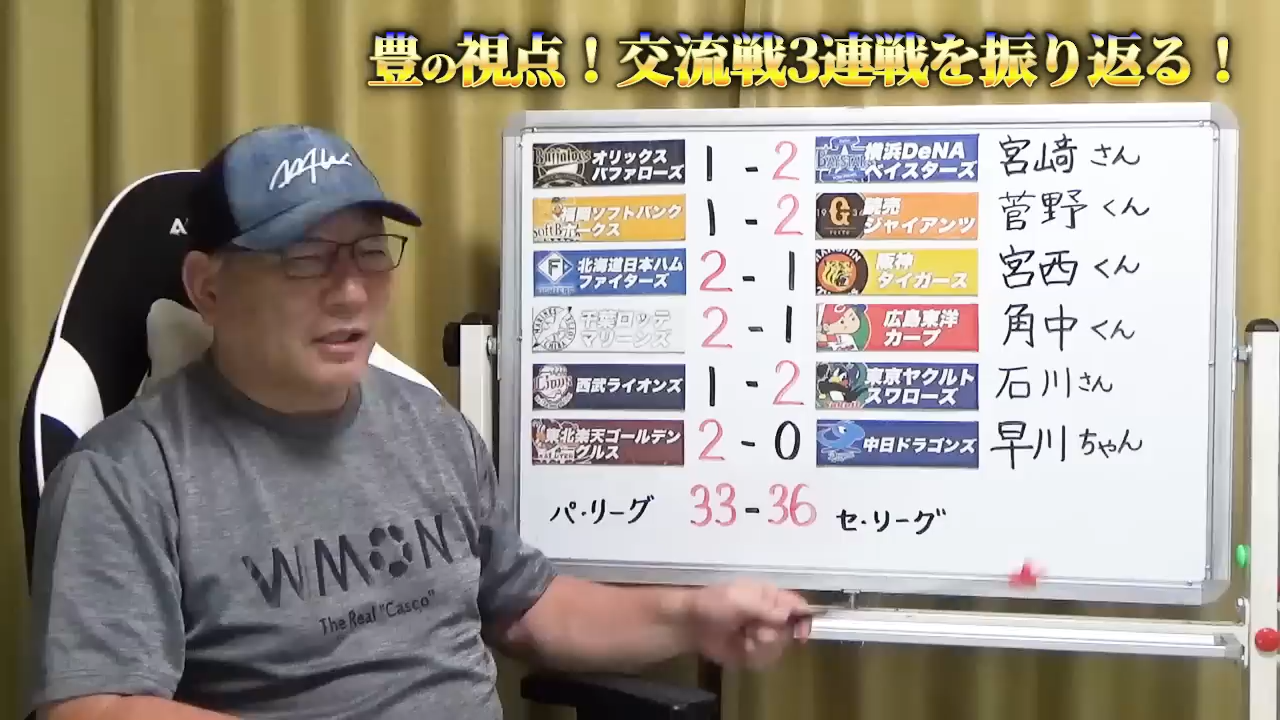 豊の視点！交流戦3連戦を振り返る！
オリックス バファローズ 1 - 2 横浜DeNA ベイスターズ 宮﨑さん
福岡ソフトバンク ホークス 1 - 2 読売 ジャイアンツ 菅野くん
北海道日本ハム ファイターズ 2 - 1 阪神 タイガース 宮西くん
千葉ロッテ マリーンズ 2 - 1 広島東洋 カープ 角中くん
西武ライオンズ 1 - 2 東京ヤクルト スワローズ 石川さん
東北楽天ゴールデン グルス 2 - 0 中日ドラゴンズ 早川ちゃん
パ・リーグ 33 - 36 セ・リーグ
WMON
The Real "Casco"